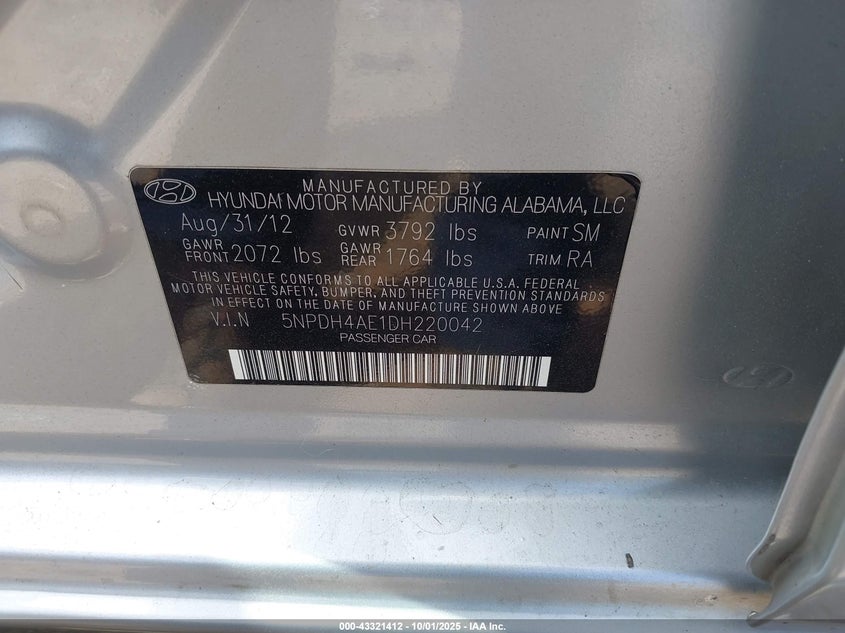 MANUFACTURED BY
HYUNDAI MOTOR MANUFACTURING ALABAMA, LLC
Aug/31/12 GVWR 3792 lbs PAINT SM
GAWR FRONT 2072 lbs GAWR REAR 1764 lbs TRIM RA
THIS VEHICLE CONFORMS TO ALL APPLICABLE U.S.A. FEDERAL
MOTOR VEHICLE SAFETY, BUMPER, AND THEFT PREVENTION STANDARDS
IN EFFECT ON THE DATE OF MANUFACTURE SHOWN ABOVE
V.I.N 5NPDH4AE1DH220042
PASSENGER CAR
000-43321412 - 10/01/2025 - IAA Inc.